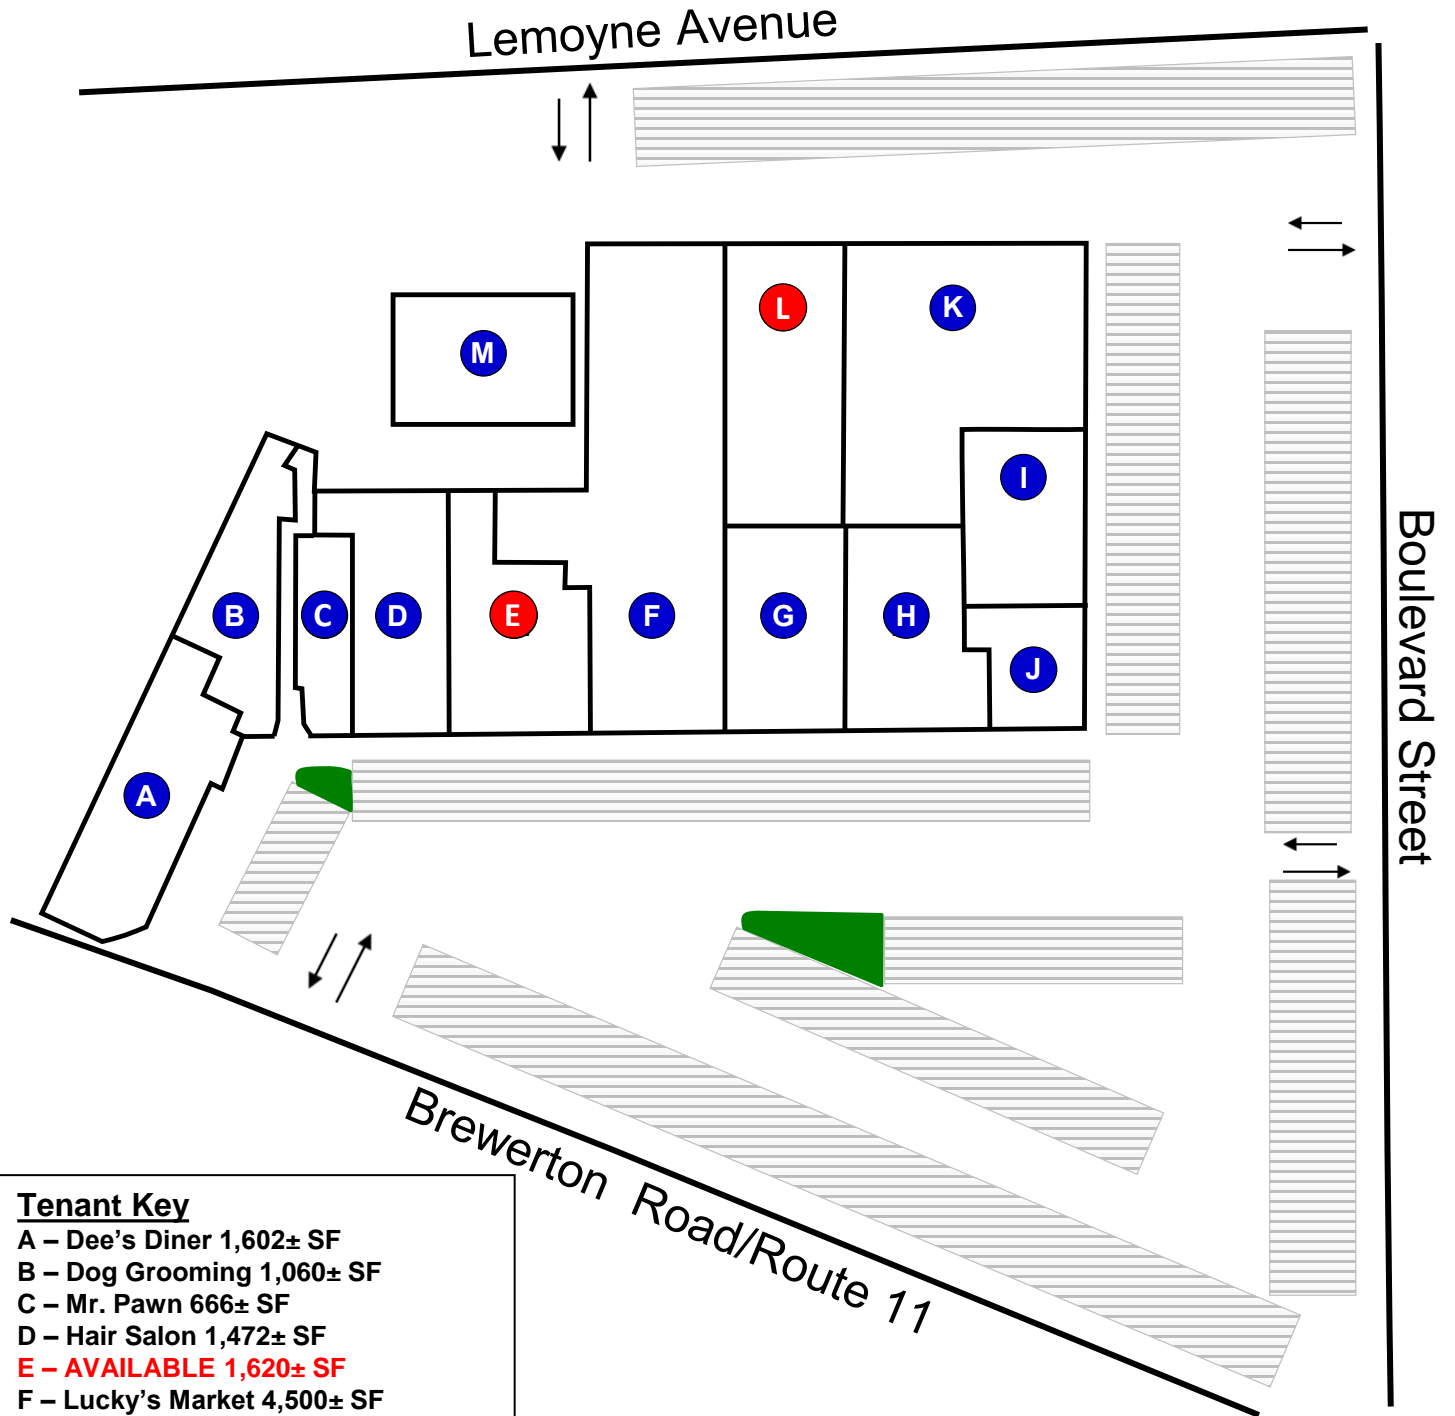 Lemoyne Avenue
L
K
M
I
B
C
D
E
F
G
H
J
A
Boulevard Street
Brewerton Road/Route 11
Tenant Key
A – Dee's Diner 1,602± SF
B – Dog Grooming 1,060± SF
C – Mr. Pawn 666± SF
D – Hair Salon 1,472± SF
E – AVAILABLE 1,620± SF
F – Lucky’s Market 4,500± SF